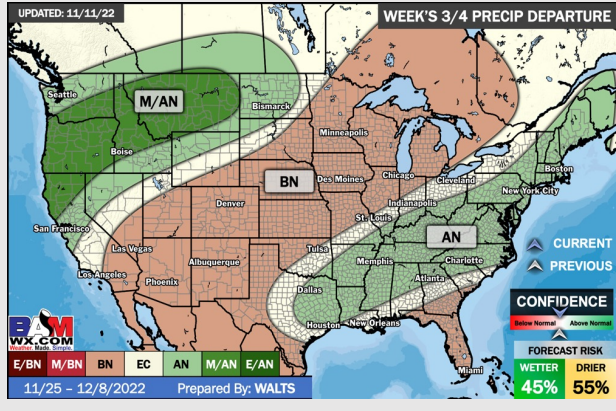 UPDATED: 11/11/22
WEEK'S 3/4 PRECIP DEPARTURE
Seattle
M/AN
Bismarck
Minneapolis
Boise
BN
Des Moines
Chicago
Cleveland
Boston
New York City
Denver
Indianapolis
St. Louis
San Francisco
AN
Las Vegas
Tulsa
CURRENT
Los Angeles
Albuquerque
Memphis
Charlotte
PREVIOUS
Phoenix
Dallas
Atlanta
Houston
New Orleans
Miami
CONFIDENCE
Below Normal
Above Normal
FORECAST RISK
WETTER
DRIER
45%
55%
BAM
WX.COM
Weather. Made. Simple.
E/BN M/BN BN EC AN M/AN E/AN
11/25 – 12/8/2022 Prepared By: WALTS